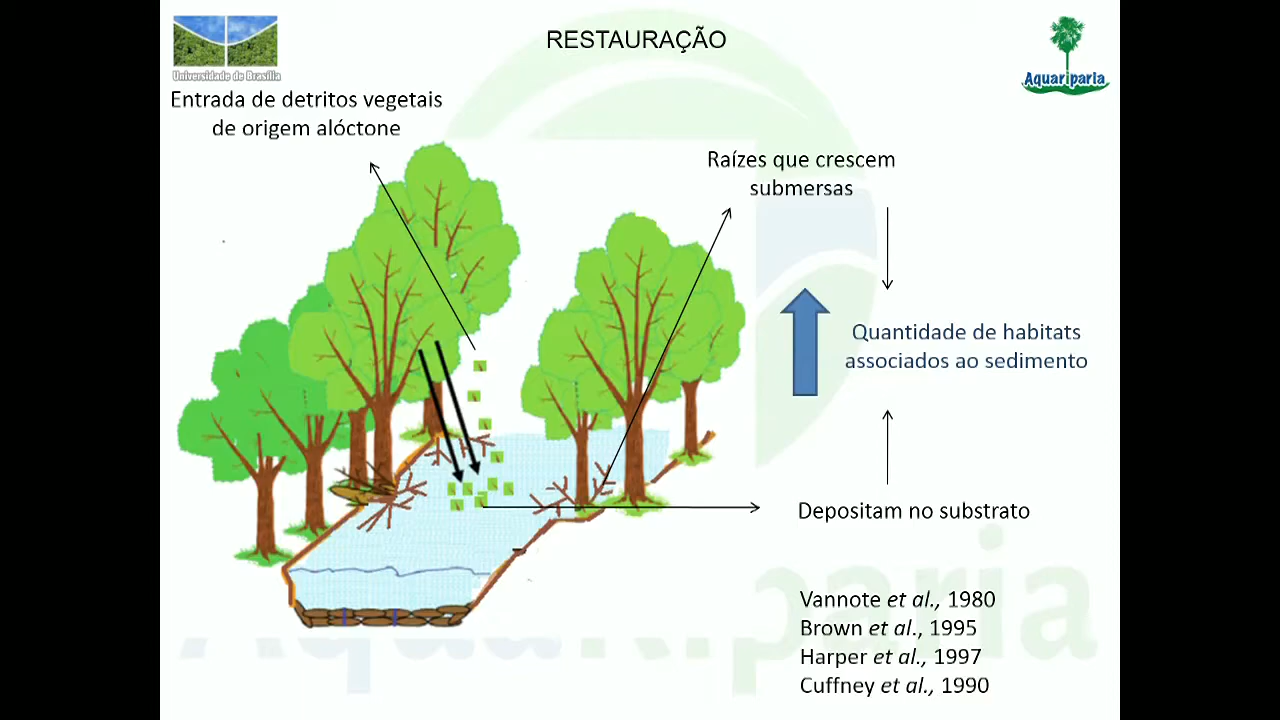 RESTAURAÇÃO
Universidade de Brasília
Aquariparia
Entrada de detritos vegetais
de origem alóctone
Raízes que crescem
submersas
Quantidade de habitats
associados ao sedimento
Depositam no substrato
Vannote et al., 1980
Brown et al., 1995
Harper et al., 1997
Cuffney et al., 1990
AquaRiparia